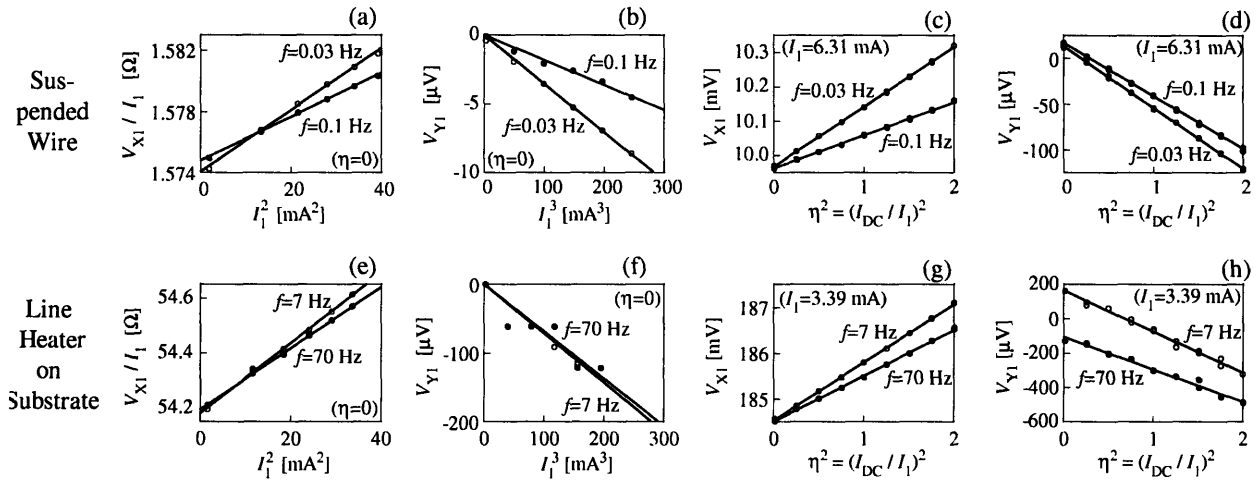 (a)
(b)
(c)
(d)
Sus-
pended
Wire
V_X1 / I_1 [Ω]
1.582
1.578
1.574
f=0.03 Hz
f=0.1 Hz
(η=0)
0 20 40
I_1^2 [mA^2]
V_Y1 [μV]
0
-5
-10
f=0.1 Hz
f=0.03 Hz
(η=0)
0 100 200 300
I_1^3 [mA^3]
V_X1 [mV]
10.3
10.2
10.1
10.0
(I_1=6.31 mA)
f=0.03 Hz
f=0.1 Hz
0 1 2
η^2 = (I_DC / I_1)^2
V_Y1 [μV]
0
-50
-100
(I_1=6.31 mA)
f=0.1 Hz
f=0.03 Hz
0 1 2
η^2 = (I_DC / I_1)^2
(e)
(f)
(g)
(h)
Line
Heater
on
Substrate
V_X1 / I_1 [Ω]
54.6
54.4
54.2
f=7 Hz
f=70 Hz
(η=0)
0 20 40
I_1^2 [mA^2]
V_Y1 [μV]
0
-100
-200
(η=0)
f=70 Hz
f=7 Hz
0 100 200 300
I_1^3 [mA^3]
V_X1 [mV]
187
186
185
(I_1=3.39 mA)
f=7 Hz
f=70 Hz
0 1 2
η^2 = (I_DC / I_1)^2
V_Y1 [μV]
200
0
-200
-400
-600
(I_1=3.39 mA)
f=7 Hz
f=70 Hz
0 1 2
η^2 = (I_DC / I_1)^2